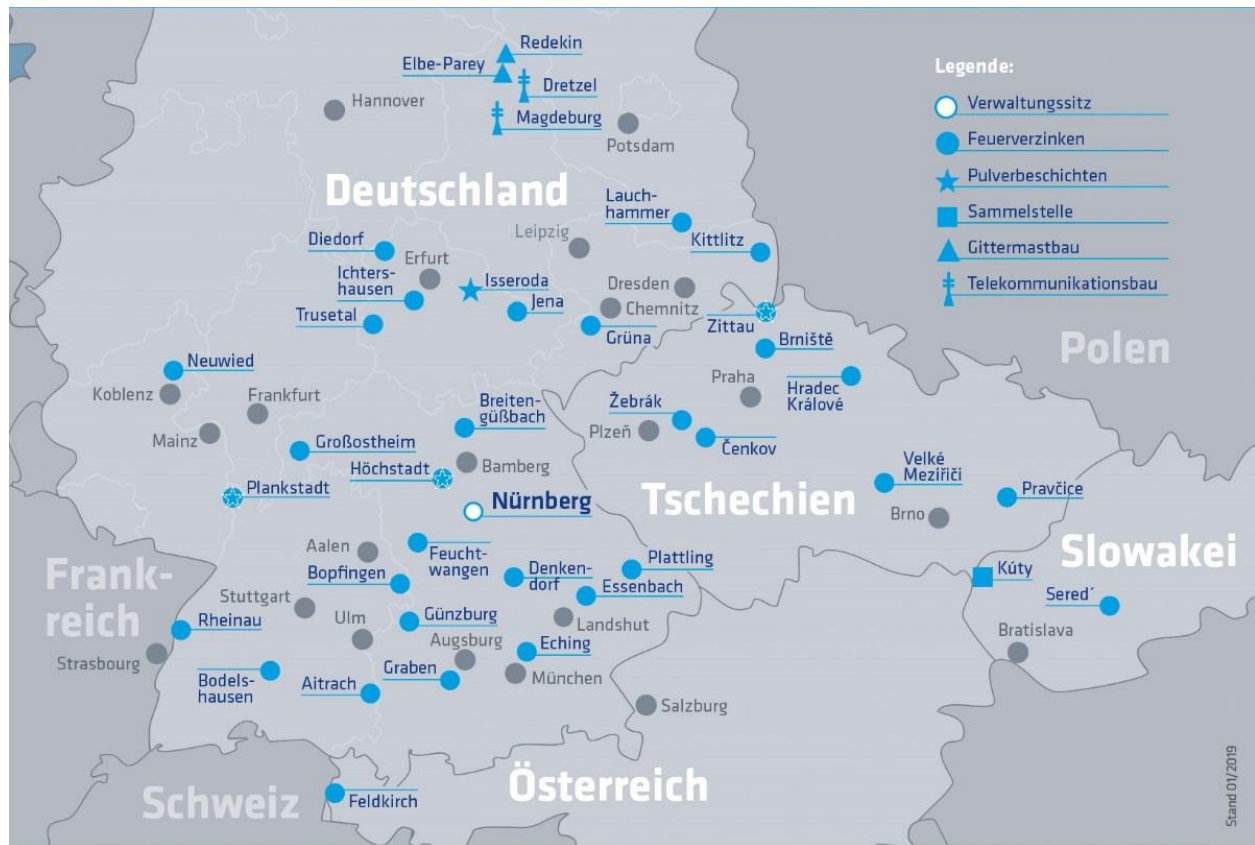 Redekin
Elbe-Parey
Dretzel
Hannover
Magdeburg
Potsdam
Legende:
Verwaltungssitz
Feuerverzinken
Pulverbeschichten
Sammelstelle
Gittermastbau
Telekommunikationsbau
Deutschland
Lauch-
hammer
Diedorf
Leipzig
Kittlitz
Erfurt
Ichters-
hausen
Isseroda
Dresden
Jena
Chemnitz
Trusetal
Grüna
Zittau
Polen
Brniště
Neuwied
Koblenz
Frankfurt
Praha
Hradec
Králové
Breiten-
güßbach
Žebrák
Mainz
Plzeň
Großostheim
Čenkov
Höchstadt
Bamberg
Velké
Meziřiči
Plankstadt
Pravčice
Tschechien
Nürnberg
Brno
Aalen
Feucht-
wangen
Slowakei
Frank-
reich
Bopfingen
Denken-
dorf
Plattling
Essenbach
Kúty
Sered´
Stuttgart
Günzburg
Ulm
Landshut
Rheinau
Augsburg
Bratislava
Strasbourg
Eching
Bodels-
hausen
Aitrach
Graben
München
Salzburg
Österreich
Schweiz
Feldkirch
Stand 01/2019